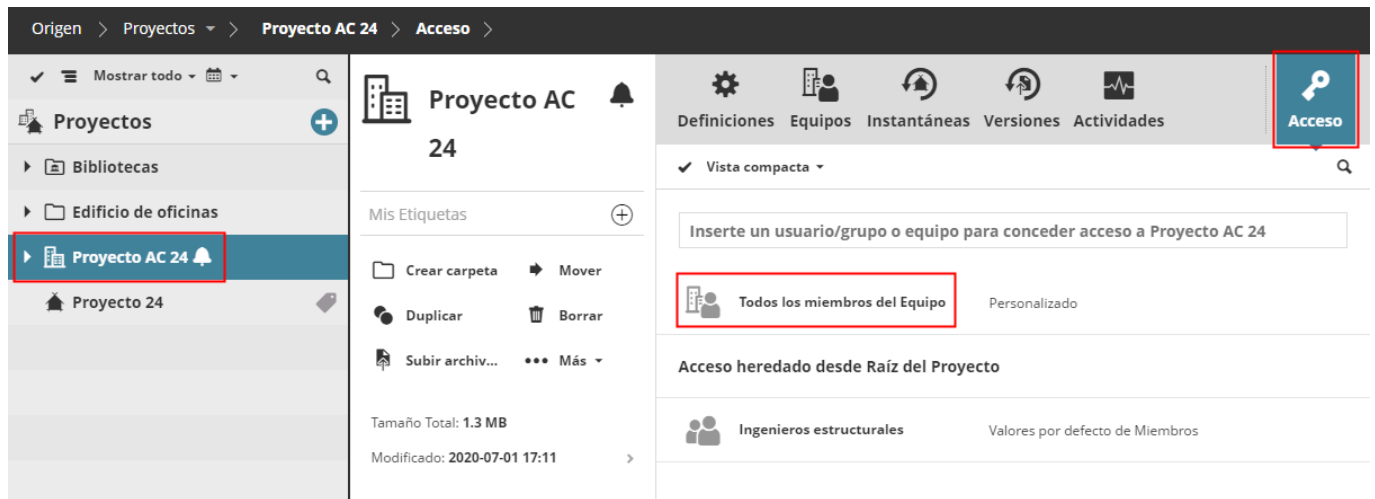 Origen > Proyectos > Proyecto AC 24 > Acceso >
Mostrar todo
Proyectos
Bibliotecas
Edificio de oficinas
Proyecto AC 24
Proyecto 24
Proyecto AC
24
Mis Etiquetas
Crear carpeta Mover
Duplicar Borrar
Subir archiv... Más
Tamaño Total: 1.3 MB
Modificado: 2020-07-01 17:11 >
Definiciones Equipos Instantáneas Versiones Actividades Acceso
Vista compacta
Inserte un usuario/grupo o equipo para conceder acceso a Proyecto AC 24
Todos los miembros del Equipo Personalizado
Acceso heredado desde Raíz del Proyecto
Ingenieros estructurales Valores por defecto de Miembros